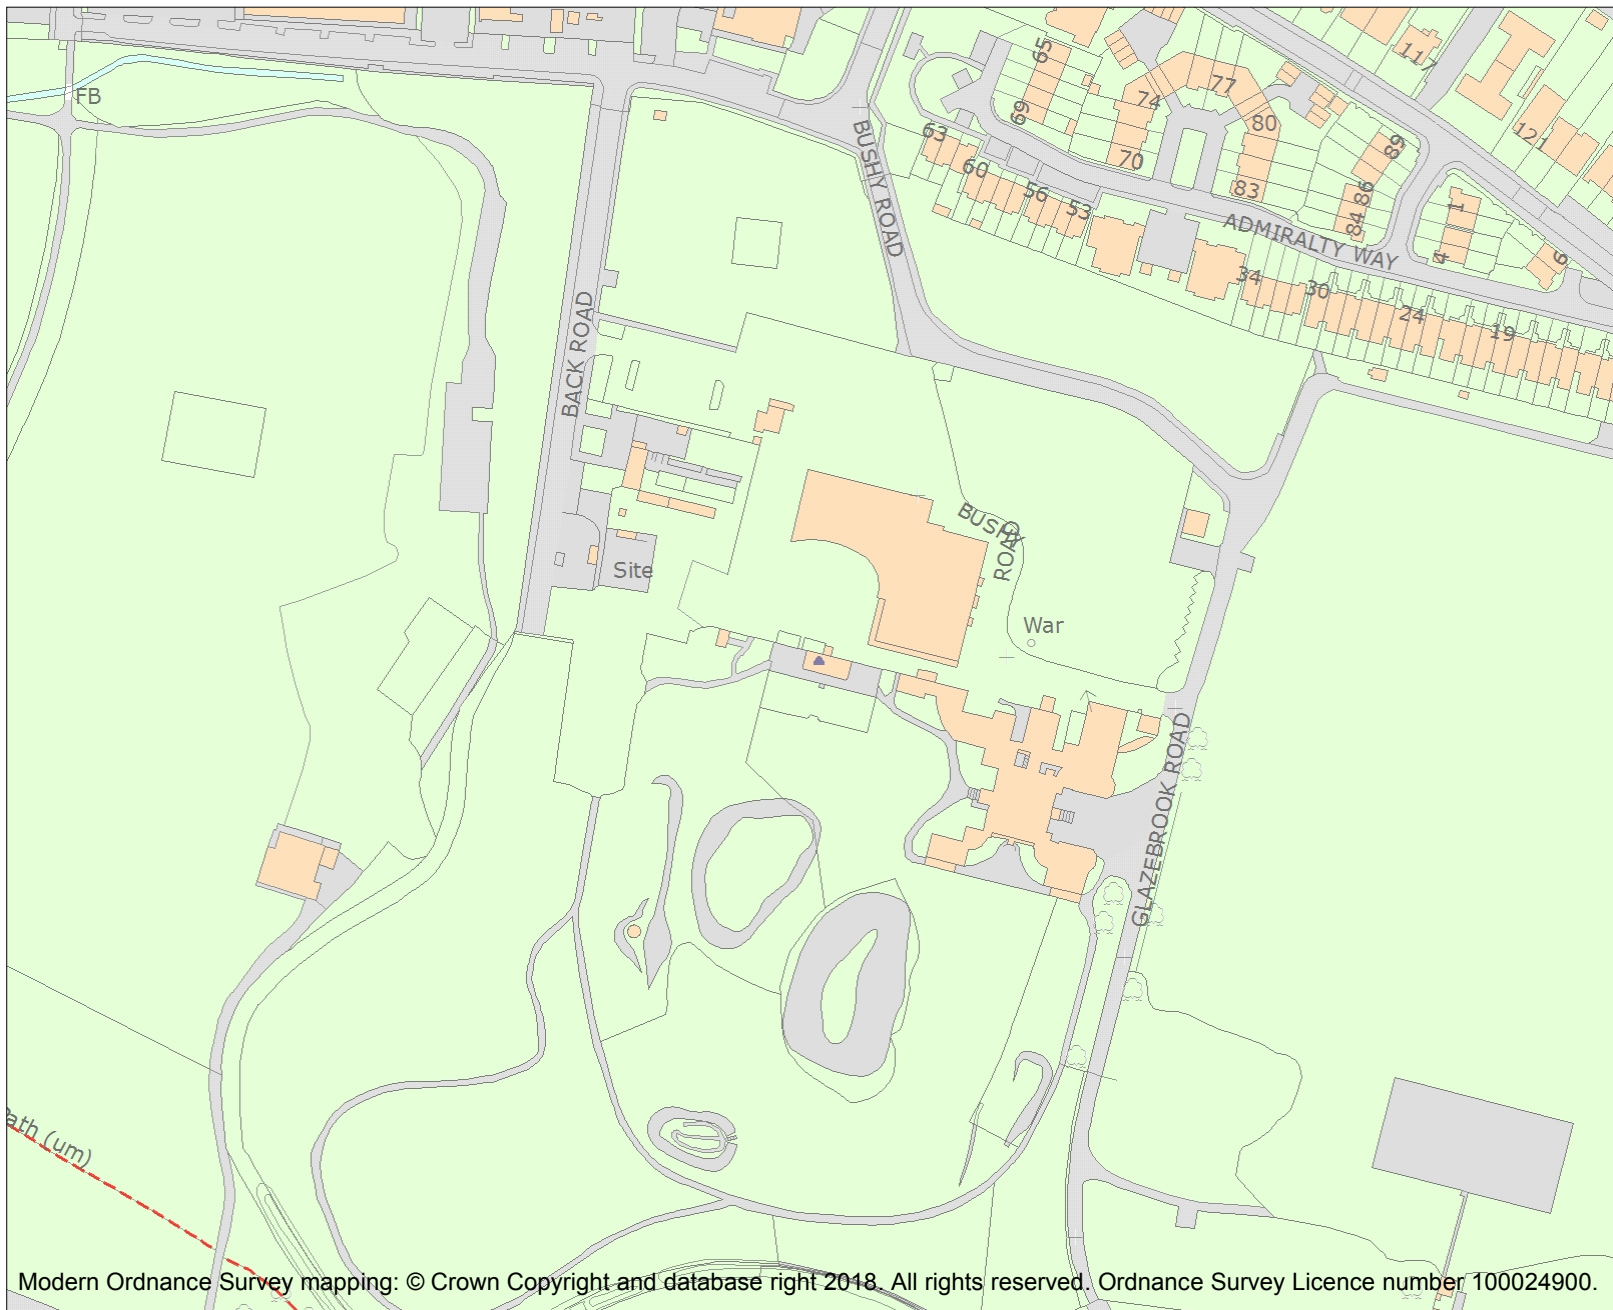 FB
65
69
63
60
56
53
74
77
80
70
83
117
121
89
86
84
1
4
6
BUSHY ROAD
ADMIRALTY WAY
34
30
24
19
BACK ROAD
BUSHY
ROAD
Site
War
GLAZEBROOK ROAD
Path (um)
Modern Ordnance Survey mapping: © Crown Copyright and database right 2018. All rights reserved. Ordnance Survey Licence number 100024900.